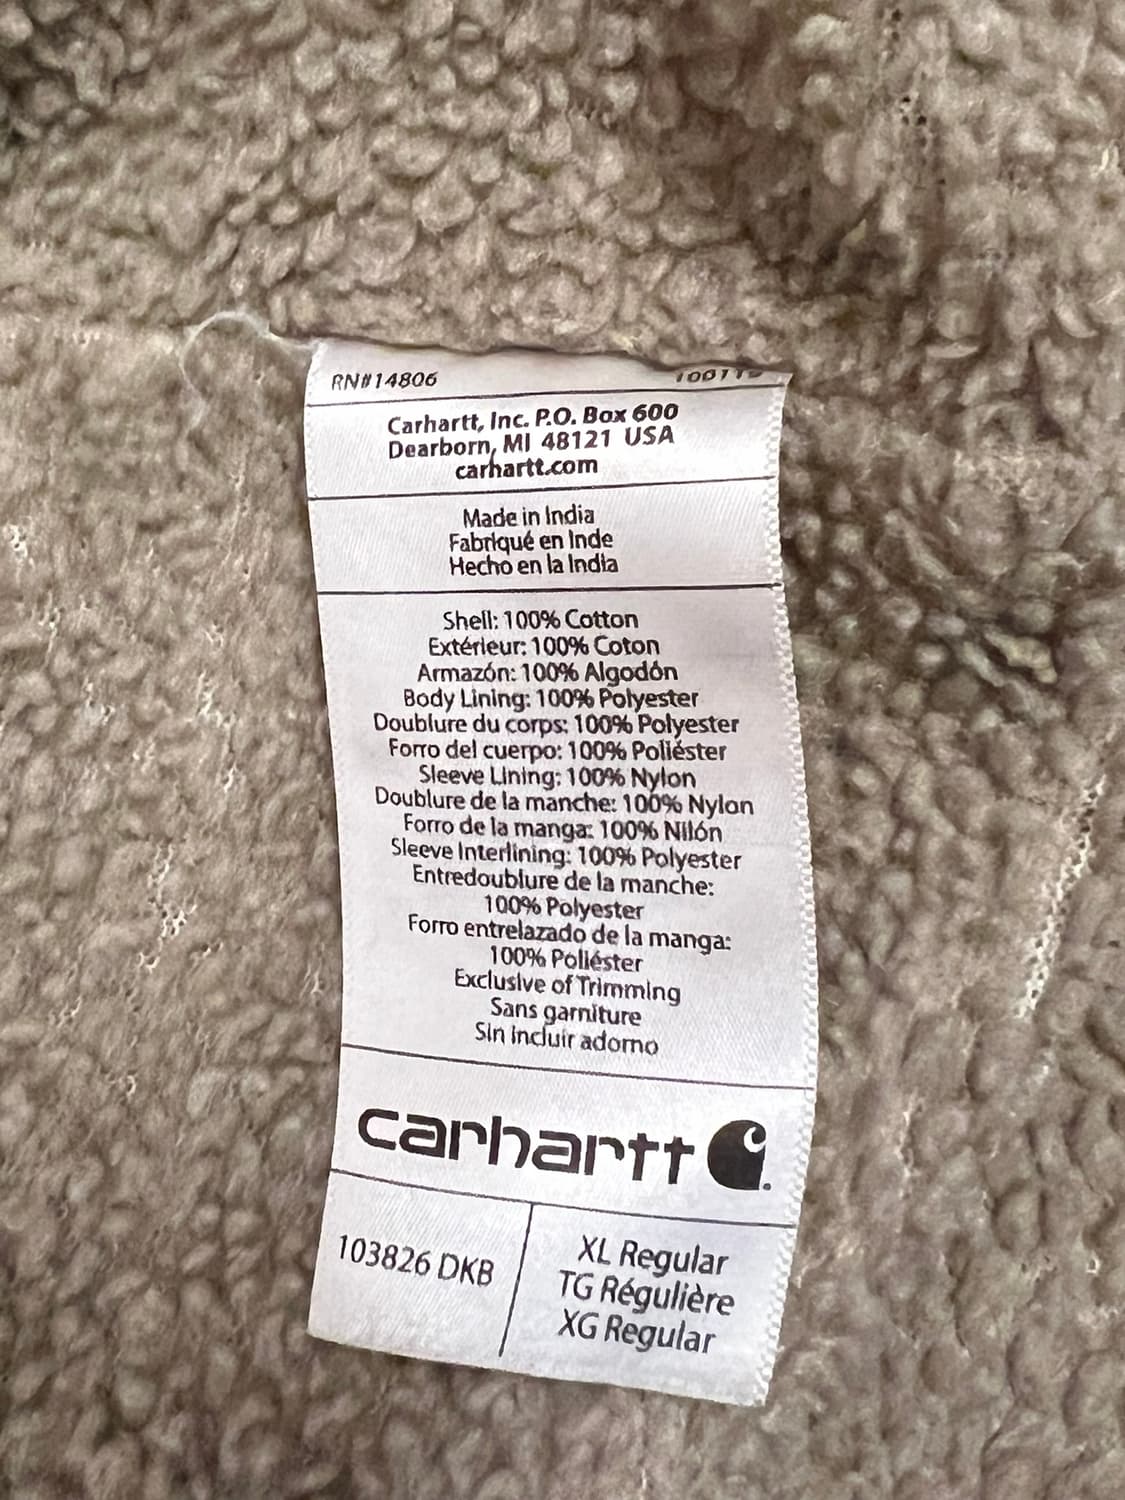 RN#14806
Carhartt, Inc. P.O. Box 600
Dearborn, MI 48121 USA
carhartt.com
Made in India
Fabriqué en Inde
Hecho en la India
Shell: 100% Cotton
Extérieur: 100% Coton
Armazón: 100% Algodón
Body Lining: 100% Polyester
Doublure du corps: 100% Polyester
Forro del cuerpo: 100% Poliéster
Sleeve Lining: 100% Nylon
Doublure de la manche: 100% Nylon
Forro de la manga: 100% Nilón
Sleeve Interlining: 100% Polyester
Entredoublure de la manche:
100% Polyester
Forro entrelazado de la manga:
100% Poliéster
Exclusive of Trimming
Sans garniture
Sin incluir adorno
carhartt
103826 DKB
XL Regular
TG Régulière
XG Regular